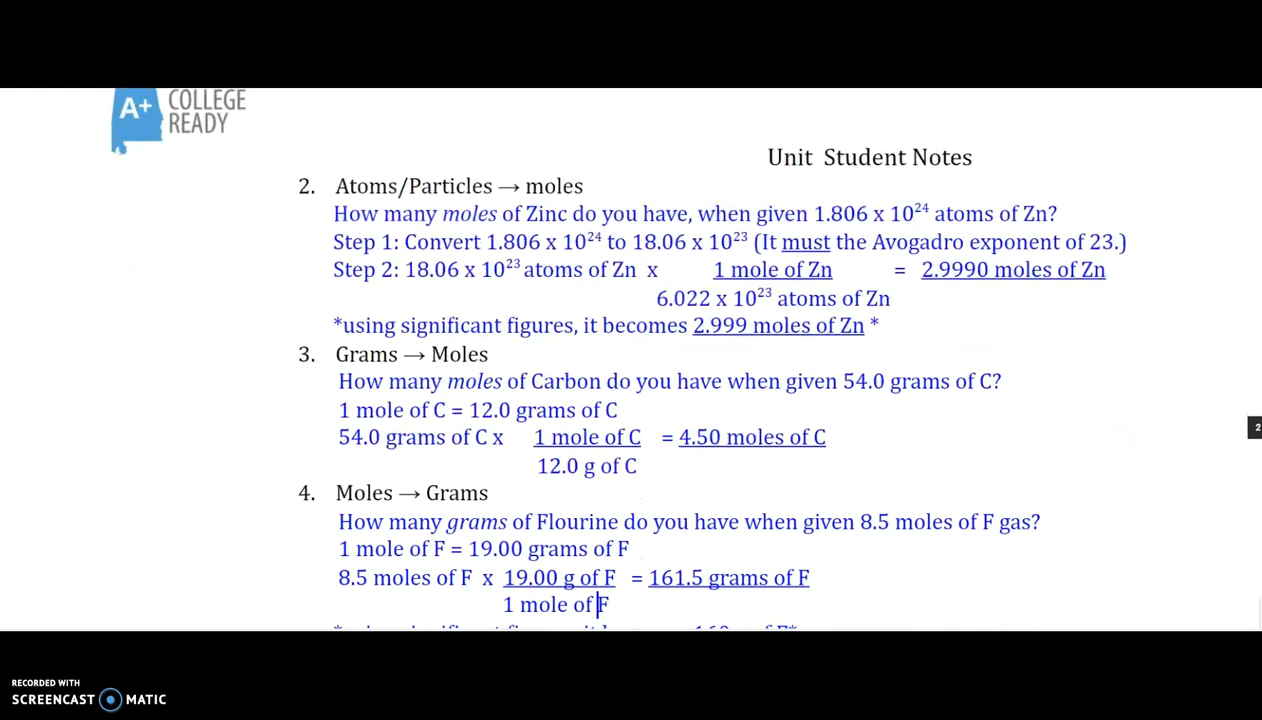 A+ COLLEGE
READY
Unit Student Notes
2. Atoms/Particles → moles
How many moles of Zinc do you have, when given 1.806 x 10²⁴ atoms of Zn?
Step 1: Convert 1.806 x 10²⁴ to 18.06 x 10²³ (It must the Avogadro exponent of 23.)
Step 2: 18.06 x 10²³ atoms of Zn x 1 mole of Zn = 2.9990 moles of Zn
6.022 x 10²³ atoms of Zn
*using significant figures, it becomes 2.999 moles of Zn *
3. Grams → Moles
How many moles of Carbon do you have when given 54.0 grams of C?
1 mole of C = 12.0 grams of C
54.0 grams of C x 1 mole of C = 4.50 moles of C
12.0 g of C
2
4. Moles → Grams
How many grams of Flourine do you have when given 8.5 moles of F gas?
1 mole of F = 19.00 grams of F
8.5 moles of F x 19.00 g of F = 161.5 grams of F
1 mole of F
RECORDED WITH
SCREENCAST MATIC